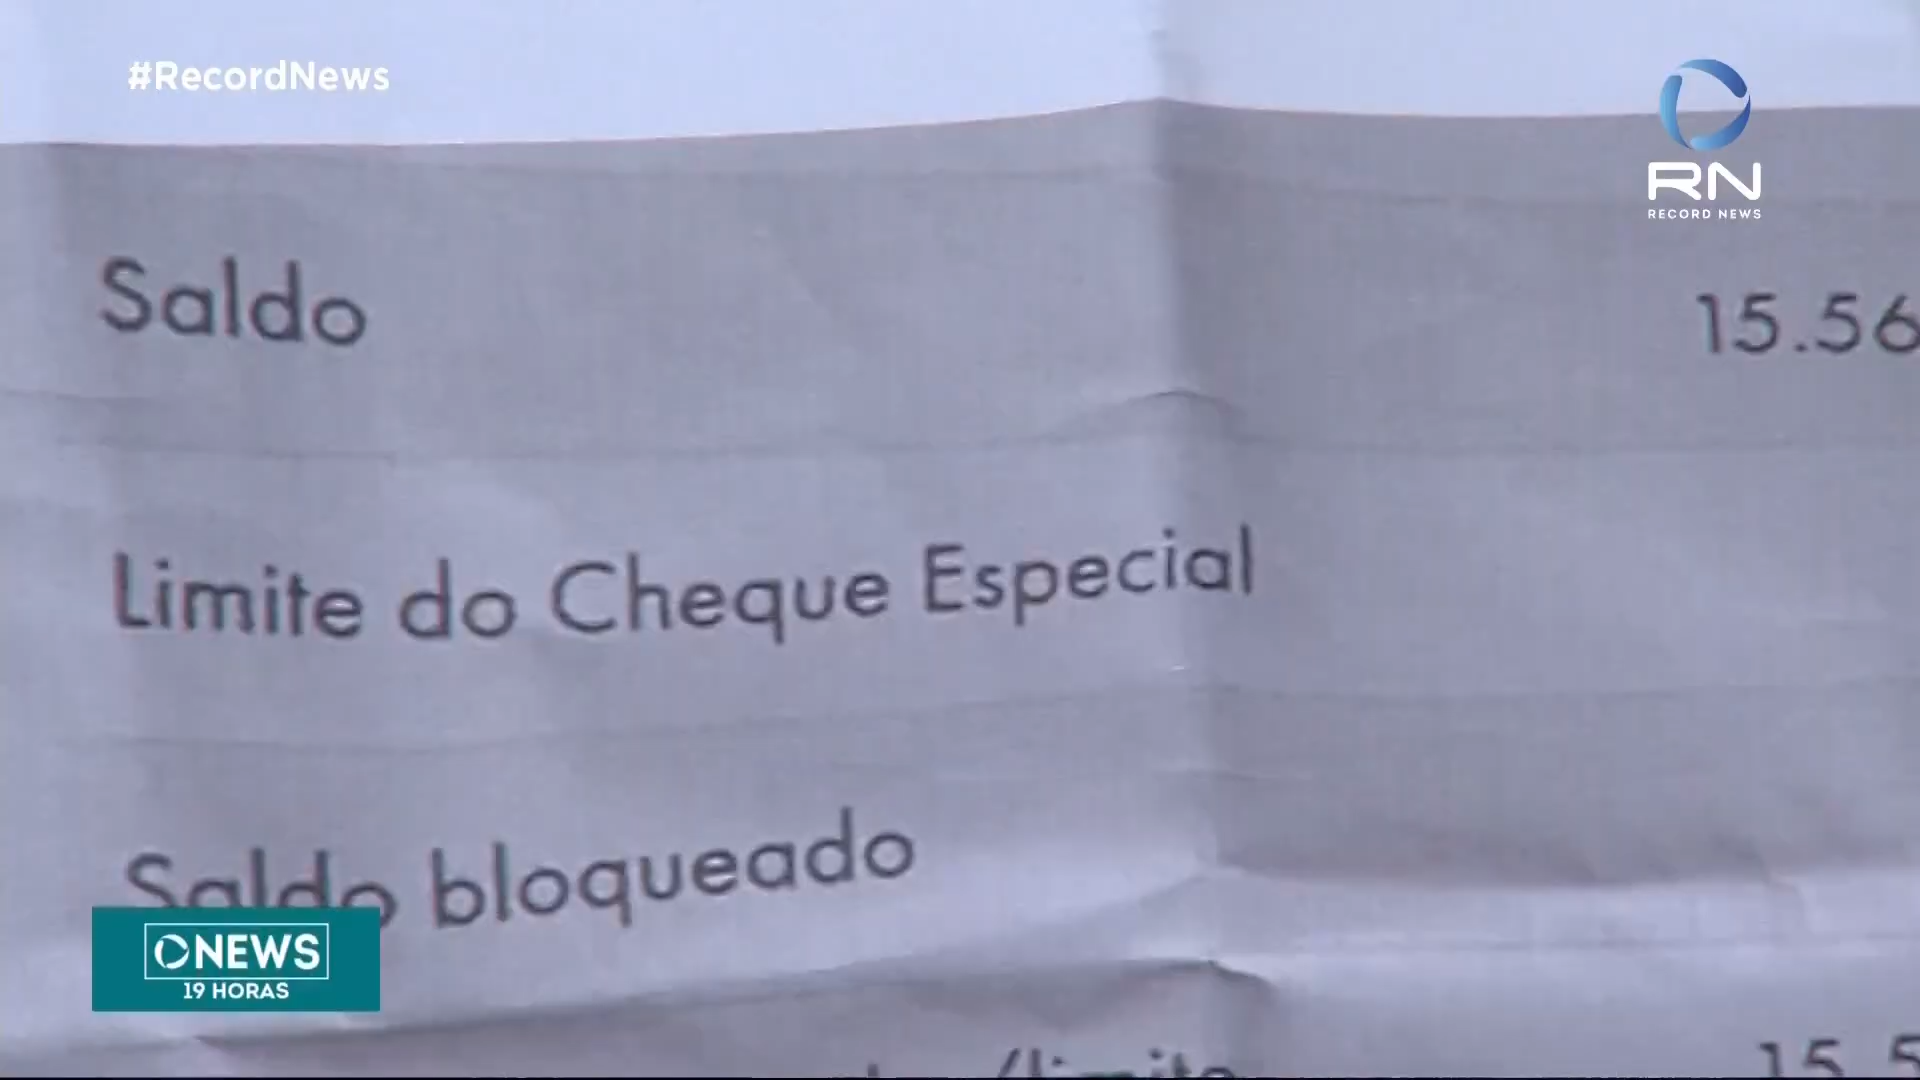 #RecordNews
RN
RECORD NEWS
Saldo 15.56
Limite do Cheque Especial
Saldo bloqueado
NEWS
19 HORAS